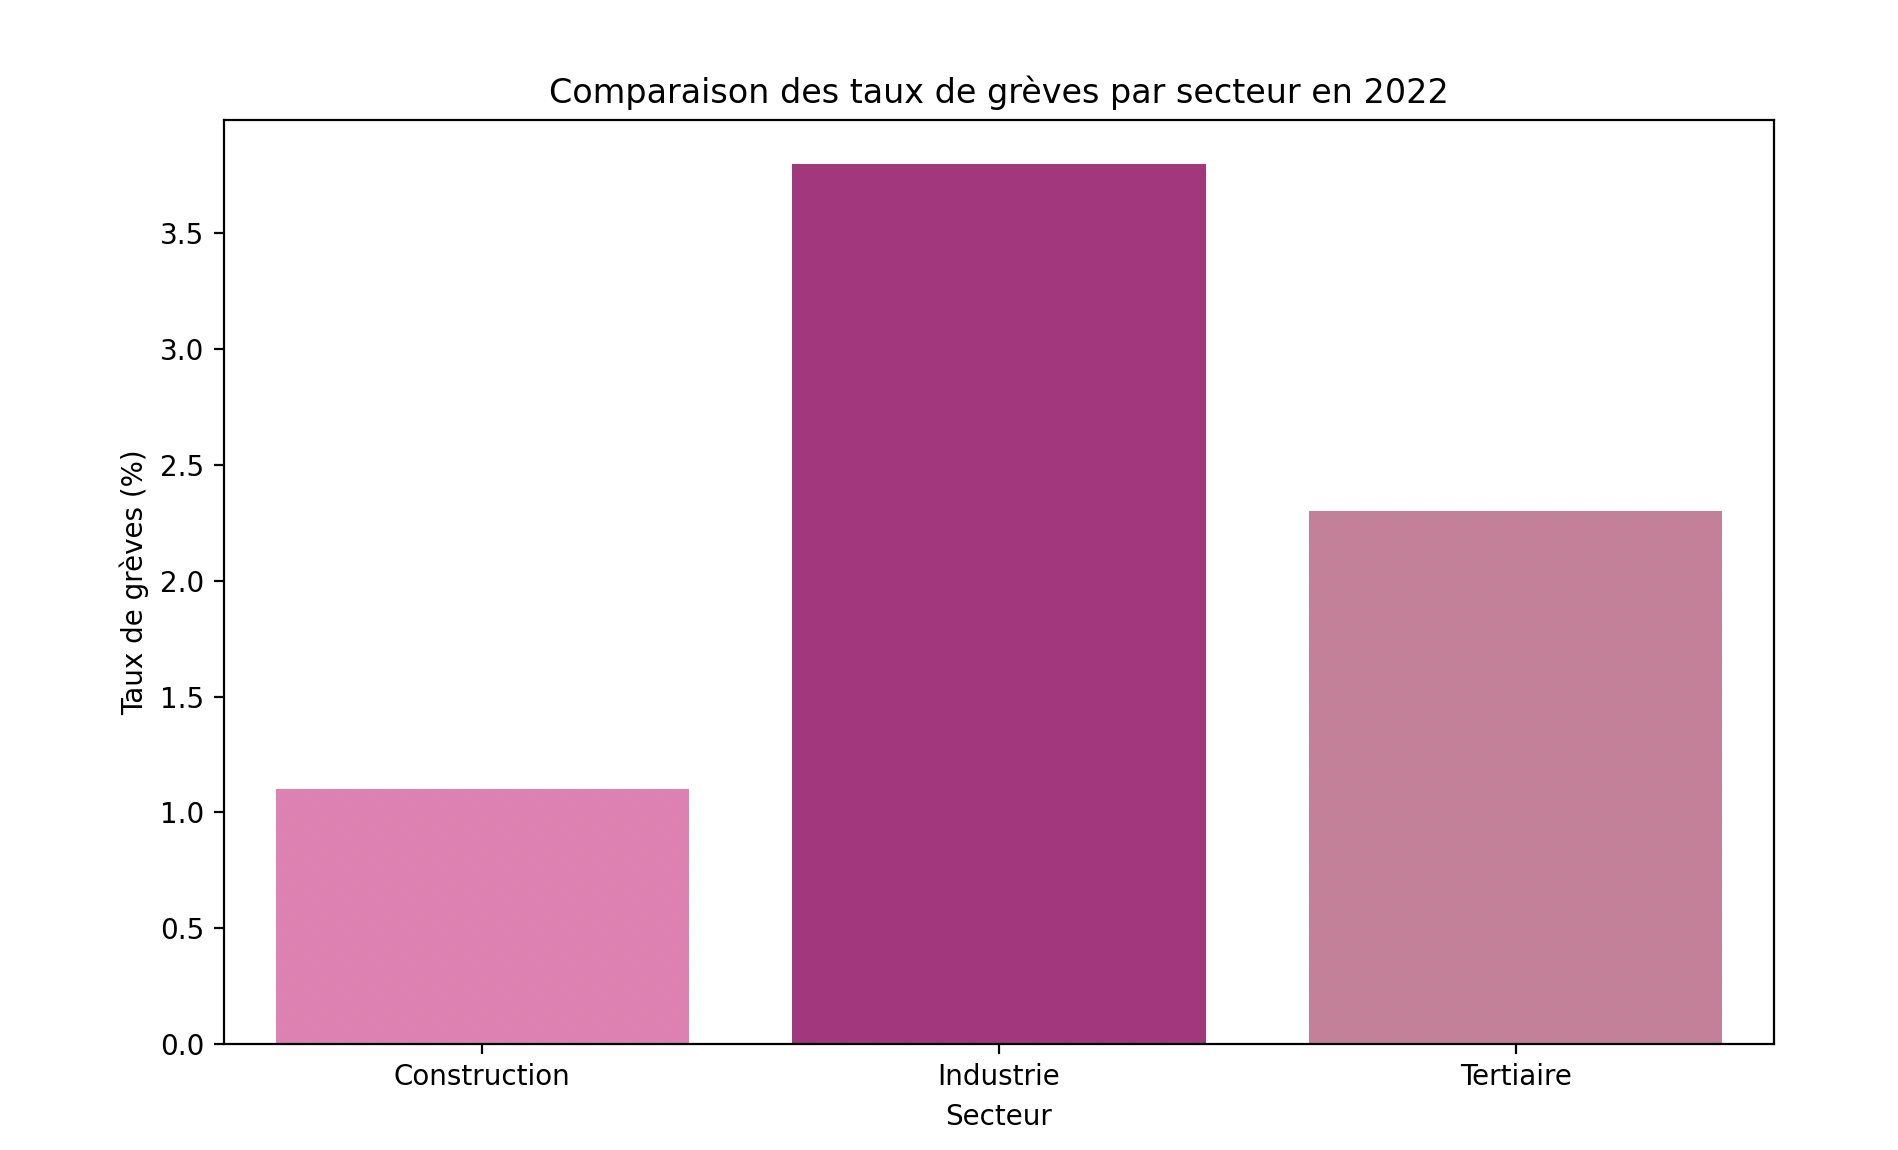 Comparaison des taux de grèves par secteur en 2022
Taux de grèves (%)
3.5
3.0
2.5
2.0
1.5
1.0
0.5
0.0
Construction
Industrie
Tertiaire
Secteur